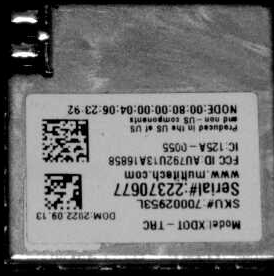 Model:XDOT - TRC
SKU#:70002953L
Serial#:22370677
www.multitech.com
FCC ID:AU792U13A16858
IC:125A-0055
Produced in the US of US
and non - US components
NODE:00:80:00:00:04:06:23:92
DOM:2022.09.13